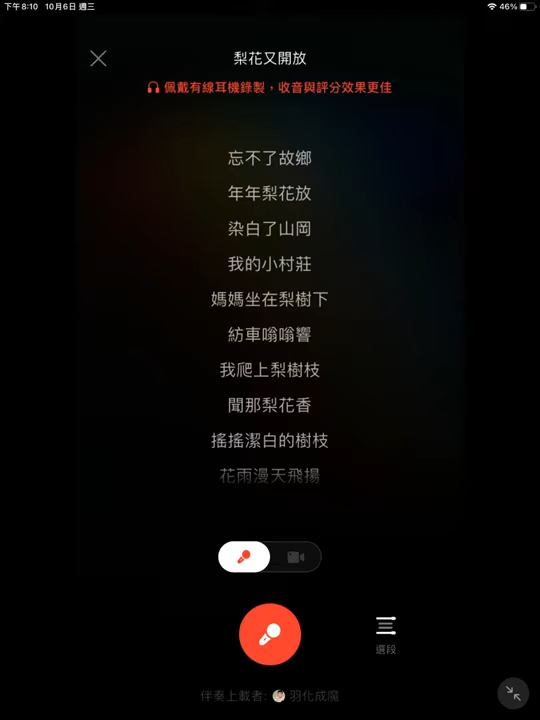 下午8:10 10月6日 週三
46%
梨花又開放
佩戴有線耳機錄製，收音與評分效果更佳
忘不了故鄉
年年梨花放
染白了山岡
我的小村莊
媽媽坐在梨樹下
紡車嗡嗡響
我爬上梨樹枝
聞那梨花香
搖搖潔白的樹枝
花雨漫天飛揚
選段
伴奏上載者: 羽化成魔